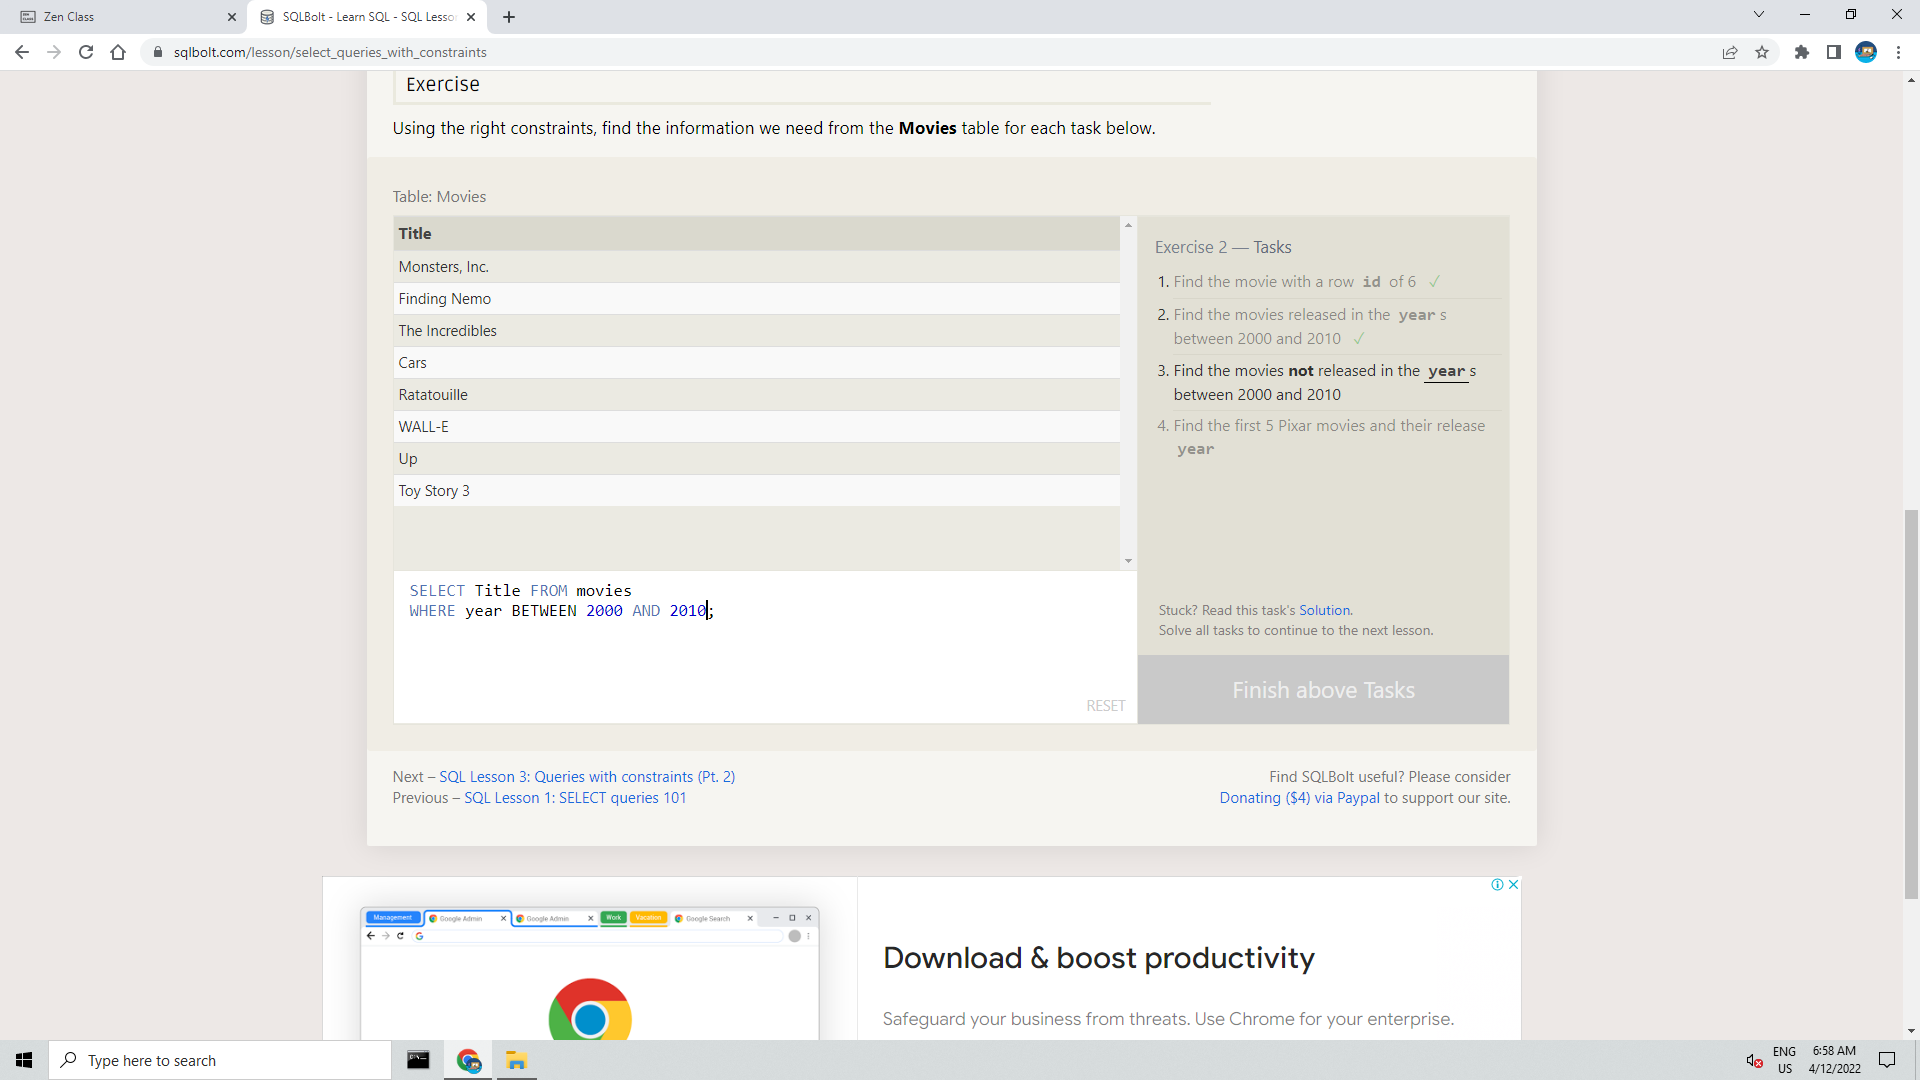 Zen Class
SQLBolt - Learn SQL - SQL Lesso
sqlbolt.com/lesson/select_queries_with_constraints
Exercise
Using the right constraints, find the information we need from the Movies table for each task below.
Table: Movies
Title
Monsters, Inc.
Finding Nemo
The Incredibles
Cars
Ratatouille
WALL-E
Up
Toy Story 3
SELECT Title FROM movies
WHERE year BETWEEN 2000 AND 2010;
RESET
Exercise 2 — Tasks
1. Find the movie with a row id of 6 ✓
2. Find the movies released in the year s
between 2000 and 2010 ✓
3. Find the movies not released in the year s
between 2000 and 2010
4. Find the first 5 Pixar movies and their release
year
Stuck? Read this task's Solution.
Solve all tasks to continue to the next lesson.
Finish above Tasks
Next – SQL Lesson 3: Queries with constraints (Pt. 2)
Previous – SQL Lesson 1: SELECT queries 101
Find SQLBolt useful? Please consider
Donating ($4) via Paypal to support our site.
Management
Google Admin
Google Admin
Work
Vacation
Google Search
Download & boost productivity
Safeguard your business from threats. Use Chrome for your enterprise.
Type here to search
ENG
US
6:58 AM
4/12/2022